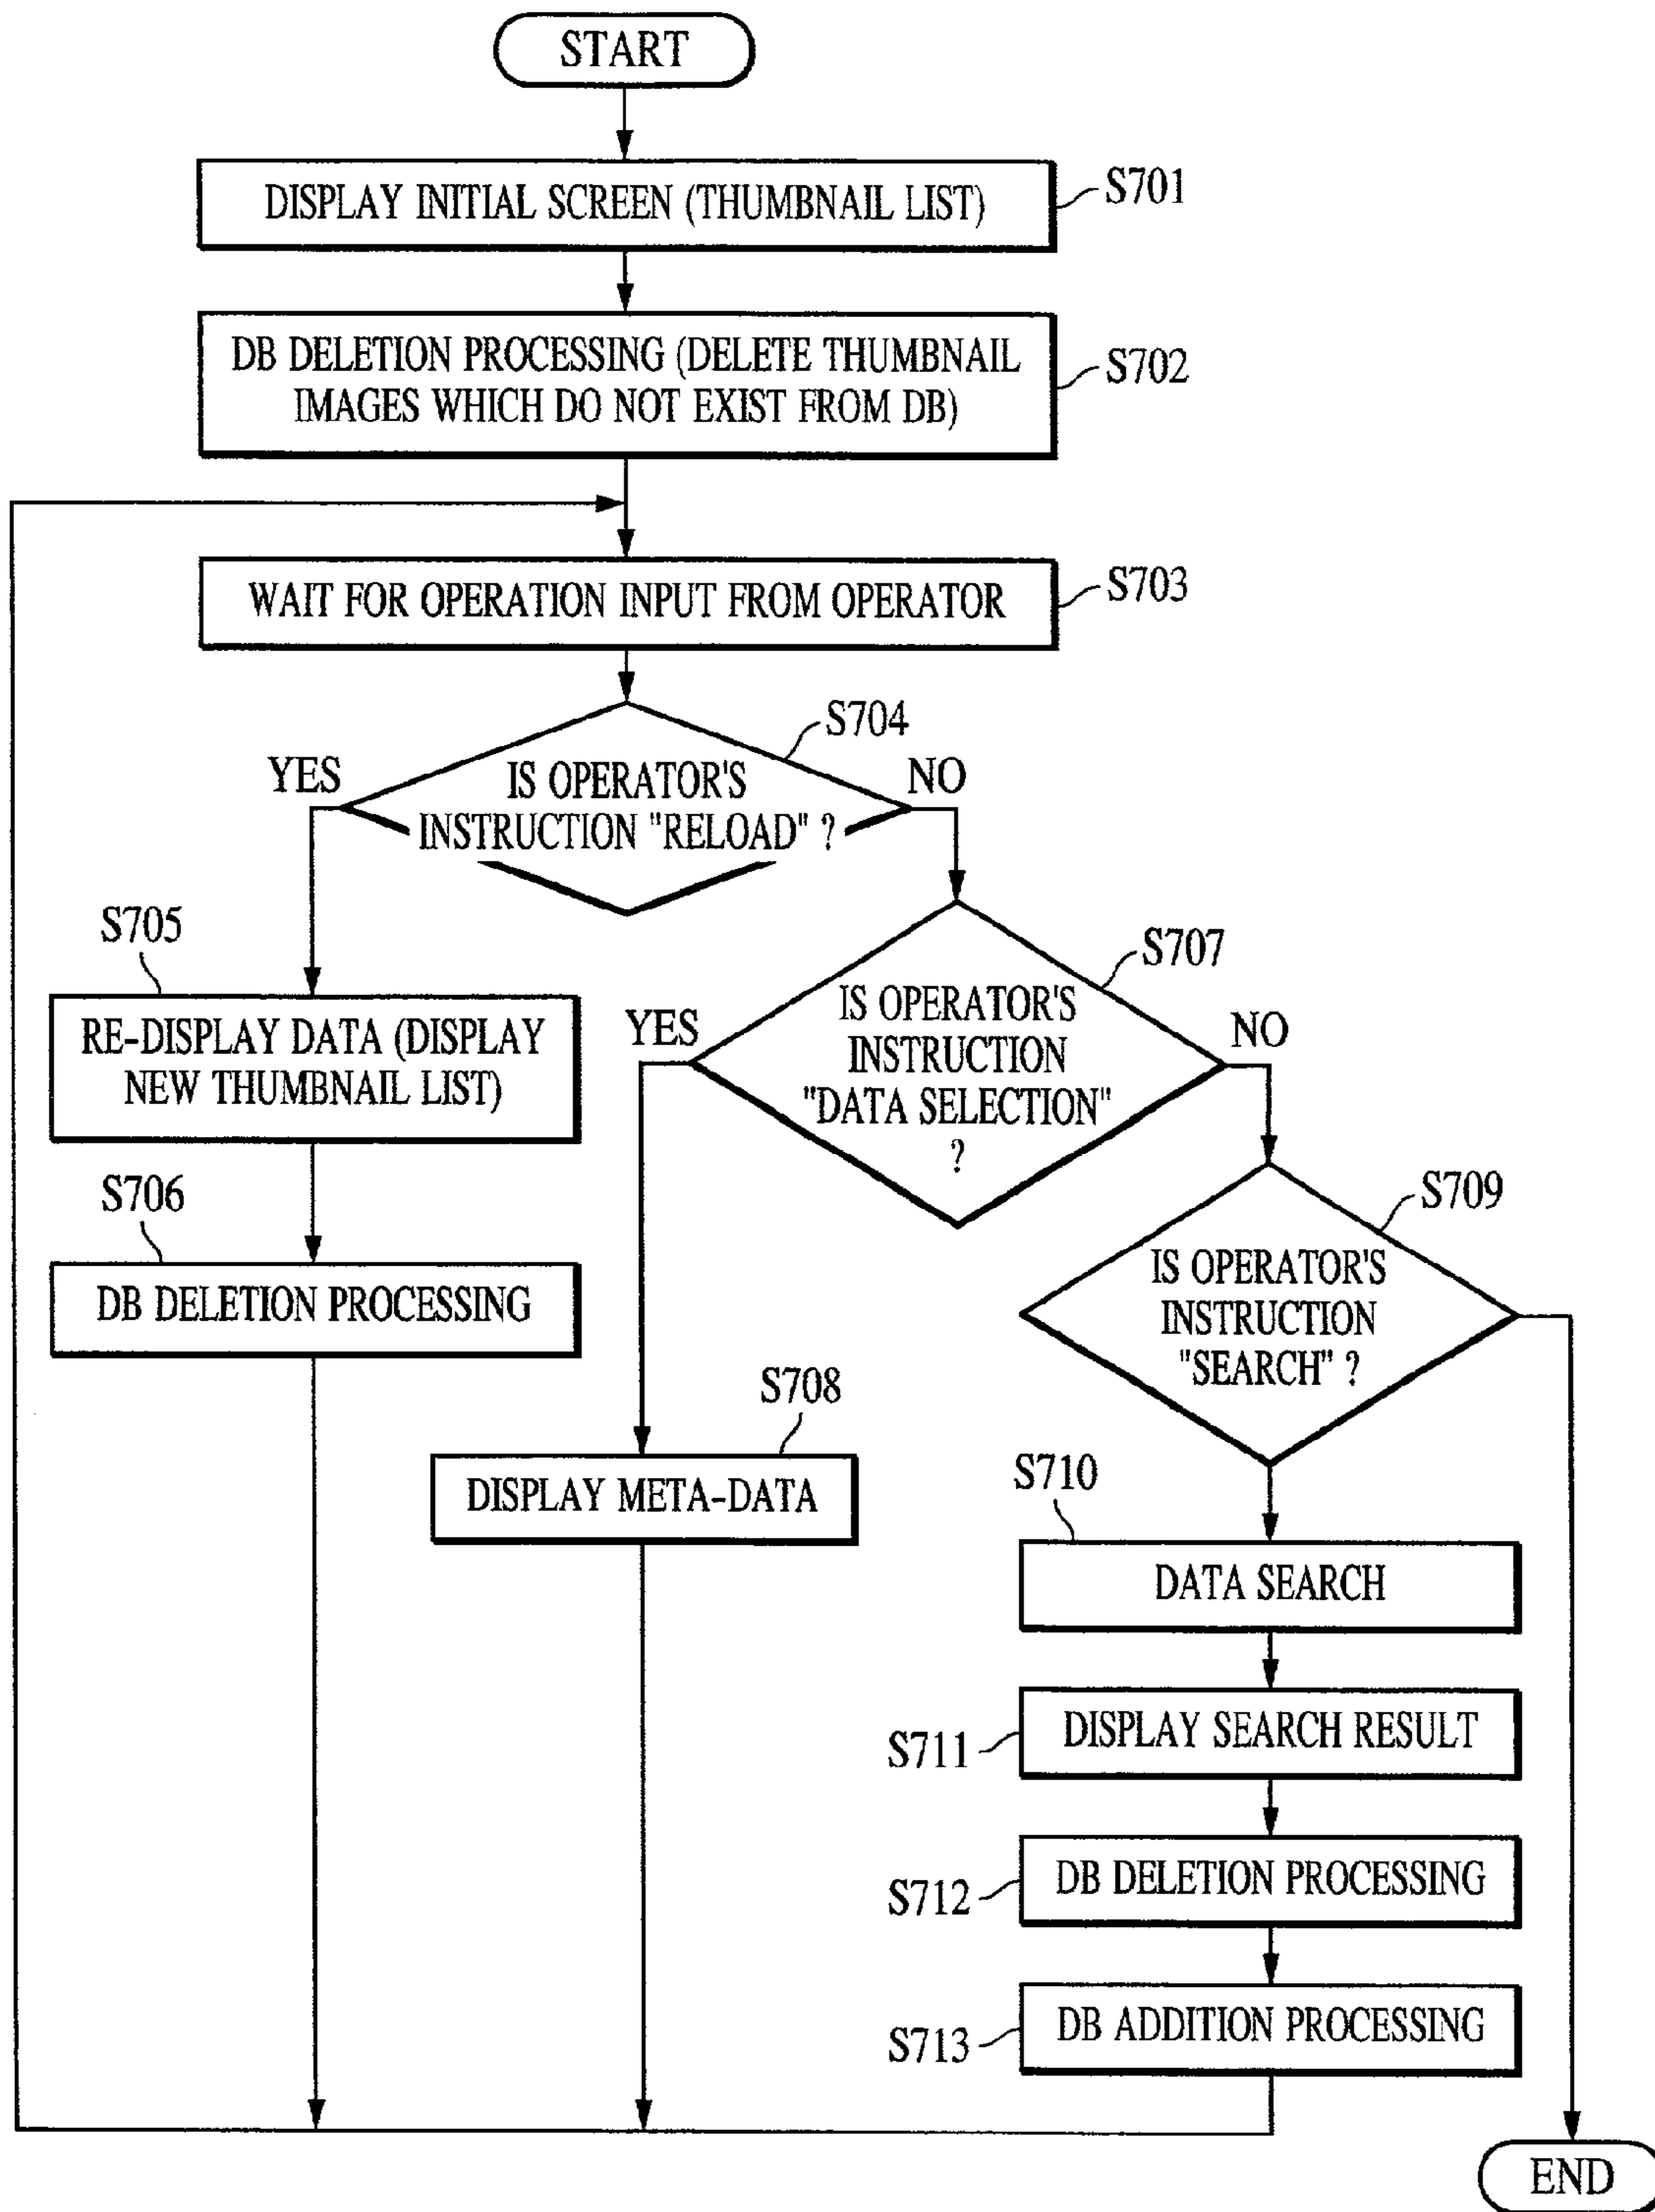 START
DISPLAY INITIAL SCREEN (THUMBNAIL LIST)
S701
DB DELETION PROCESSING (DELETE THUMBNAIL
IMAGES WHICH DO NOT EXIST FROM DB)
S702
WAIT FOR OPERATION INPUT FROM OPERATOR
S703
S704
YES
IS OPERATOR'S
INSTRUCTION "RELOAD" ?
NO
S705
RE-DISPLAY DATA (DISPLAY
NEW THUMBNAIL LIST)
S707
YES
IS OPERATOR'S
INSTRUCTION
"DATA SELECTION"
?
NO
S706
DB DELETION PROCESSING
S709
IS OPERATOR'S
INSTRUCTION
"SEARCH" ?
S708
DISPLAY META-DATA
S710
DATA SEARCH
S711
DISPLAY SEARCH RESULT
S712
DB DELETION PROCESSING
S713
DB ADDITION PROCESSING
END